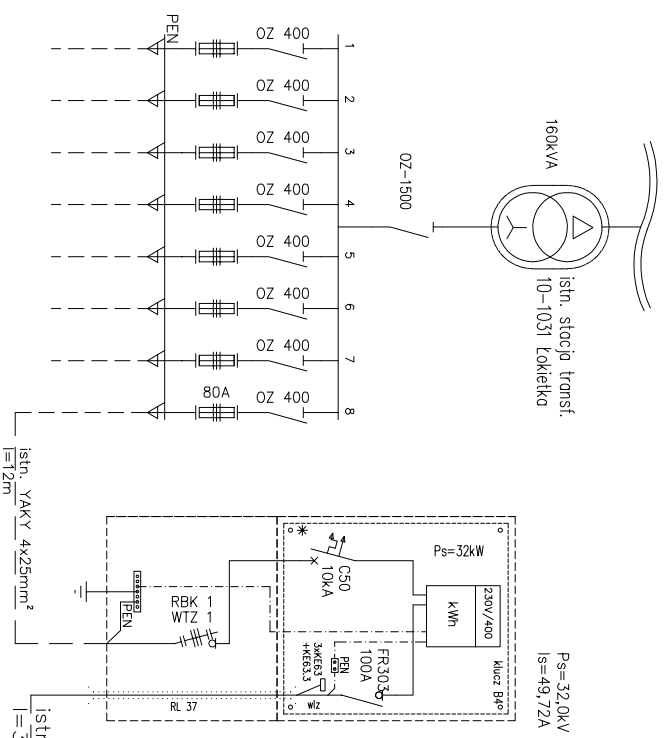 160kVA
istn. stacja transf.
10-1031 Łokietka
OZ-1500
PEN
OZ 400
1
OZ 400
2
OZ 400
3
OZ 400
4
OZ 400
5
OZ 400
6
OZ 400
7
80A
OZ 400
8
istn. YAKY 4x25mm²
l=12m
Ps=32,0kW
Is=49,72A
klucz B4
230V/400
kWh
Ps=32kW
*
C50
10kA
FR303
100A
PEN
3xKE63
+KE63.3
wlz
RBK 1
WTZ 1
PEN
RL 37
istn